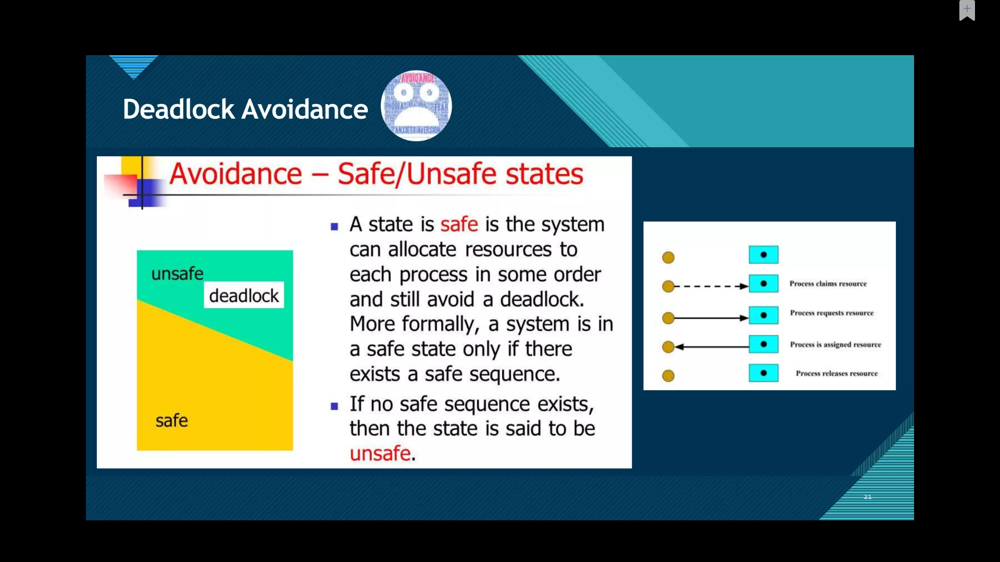 Deadlock Avoidance
AVOIDANCE
PHOBIA
FEAR
ANXIETY AVERSION
Avoidance – Safe/Unsafe states
unsafe
deadlock
safe
A state is safe is the system
can allocate resources to
each process in some order
and still avoid a deadlock.
More formally, a system is in
a safe state only if there
exists a safe sequence.
If no safe sequence exists,
then the state is said to be
unsafe.
Process claims resource
Process requests resource
Process is assigned resource
Process releases resource
21